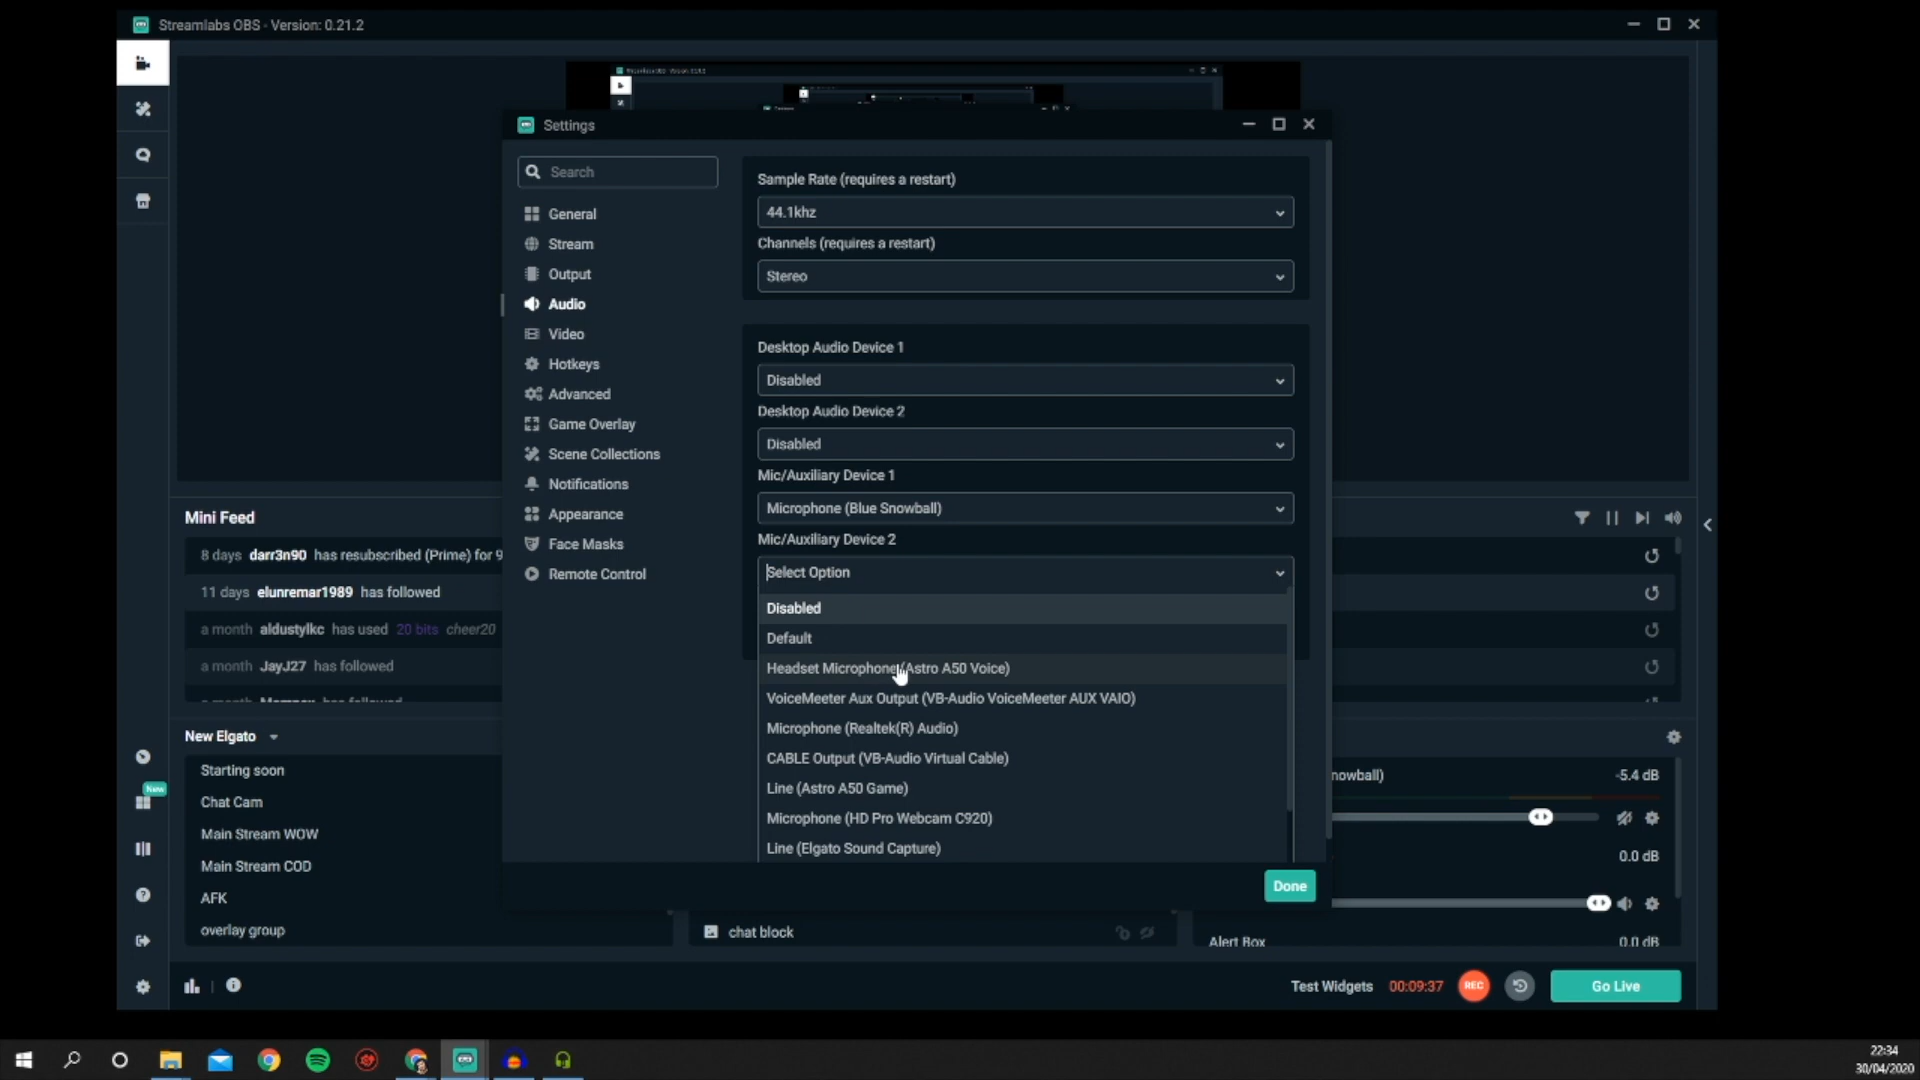 Streamlabs OBS - Version: 0.21.2
Settings
Search
General
Stream
Output
Audio
Video
Hotkeys
Advanced
Game Overlay
Scene Collections
Notifications
Appearance
Face Masks
Remote Control
Sample Rate (requires a restart)
44.1khz
Channels (requires a restart)
Stereo
Desktop Audio Device 1
Disabled
Desktop Audio Device 2
Disabled
Mic/Auxiliary Device 1
Microphone (Blue Snowball)
Mic/Auxiliary Device 2
Select Option
Disabled
Default
Headset Microphone (Astro A50 Voice)
VoiceMeeter Aux Output (VB-Audio VoiceMeeter AUX VAIO)
Microphone (Realtek(R) Audio)
CABLE Output (VB-Audio Virtual Cable)
Line (Astro A50 Game)
Microphone (HD Pro Webcam C920)
Line (Elgato Sound Capture)
Done
Mini Feed
8 days darr3n90 has resubscribed (Prime) for 9
11 days elunremar1989 has followed
a month aldustylkc has used 20 bits cheer20
a month JayJ27 has followed
New Elgato
Starting soon
Chat Cam
Main Stream WOW
Main Stream COD
AFK
overlay group
New
chat block
nowball)
-5.4 dB
0.0 dB
Alert Box
0.0 dB
Test Widgets
00:09:37
REC
Go Live
22:34
30/04/2020